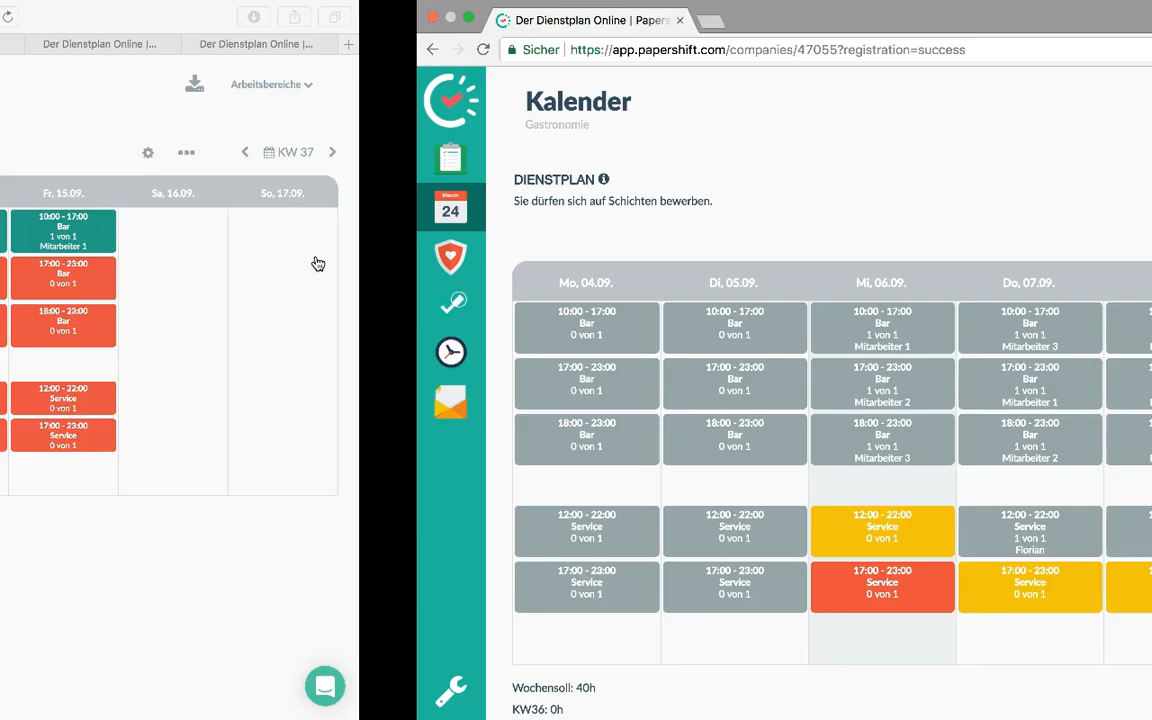 Der Dienstplan Online |...
Der Dienstplan Online |...
Arbeitsbereiche
KW 37
Fr, 15.09.
Sa, 16.09.
So, 17.09.
10:00 - 17:00
Bar
1 von 1
Mitarbeiter 1
17:00 - 23:00
Bar
0 von 1
18:00 - 23:00
Bar
0 von 1
12:00 - 22:00
Service
0 von 1
17:00 - 23:00
Service
0 von 1
Der Dienstplan Online | Papers
Sicher
https://app.papershift.com/companies/47055?registration=success
March
24
Kalender
Gastronomie
DIENSTPLAN
Sie dürfen sich auf Schichten bewerben.
Mo, 04.09.
Di, 05.09.
Mi, 06.09.
Do, 07.09.
10:00 - 17:00
Bar
0 von 1
10:00 - 17:00
Bar
0 von 1
10:00 - 17:00
Bar
1 von 1
Mitarbeiter 1
10:00 - 17:00
Bar
1 von 1
Mitarbeiter 3
17:00 - 23:00
Bar
0 von 1
17:00 - 23:00
Bar
0 von 1
17:00 - 23:00
Bar
1 von 1
Mitarbeiter 2
17:00 - 23:00
Bar
1 von 1
Mitarbeiter 1
18:00 - 23:00
Bar
0 von 1
18:00 - 23:00
Bar
0 von 1
18:00 - 23:00
Bar
1 von 1
Mitarbeiter 3
18:00 - 23:00
Bar
1 von 1
Mitarbeiter 2
12:00 - 22:00
Service
0 von 1
12:00 - 22:00
Service
0 von 1
12:00 - 22:00
Service
0 von 1
12:00 - 22:00
Service
1 von 1
Florian
17:00 - 23:00
Service
0 von 1
17:00 - 23:00
Service
0 von 1
17:00 - 23:00
Service
0 von 1
17:00 - 23:00
Service
0 von 1
Wochensoll: 40h
KW36: 0h